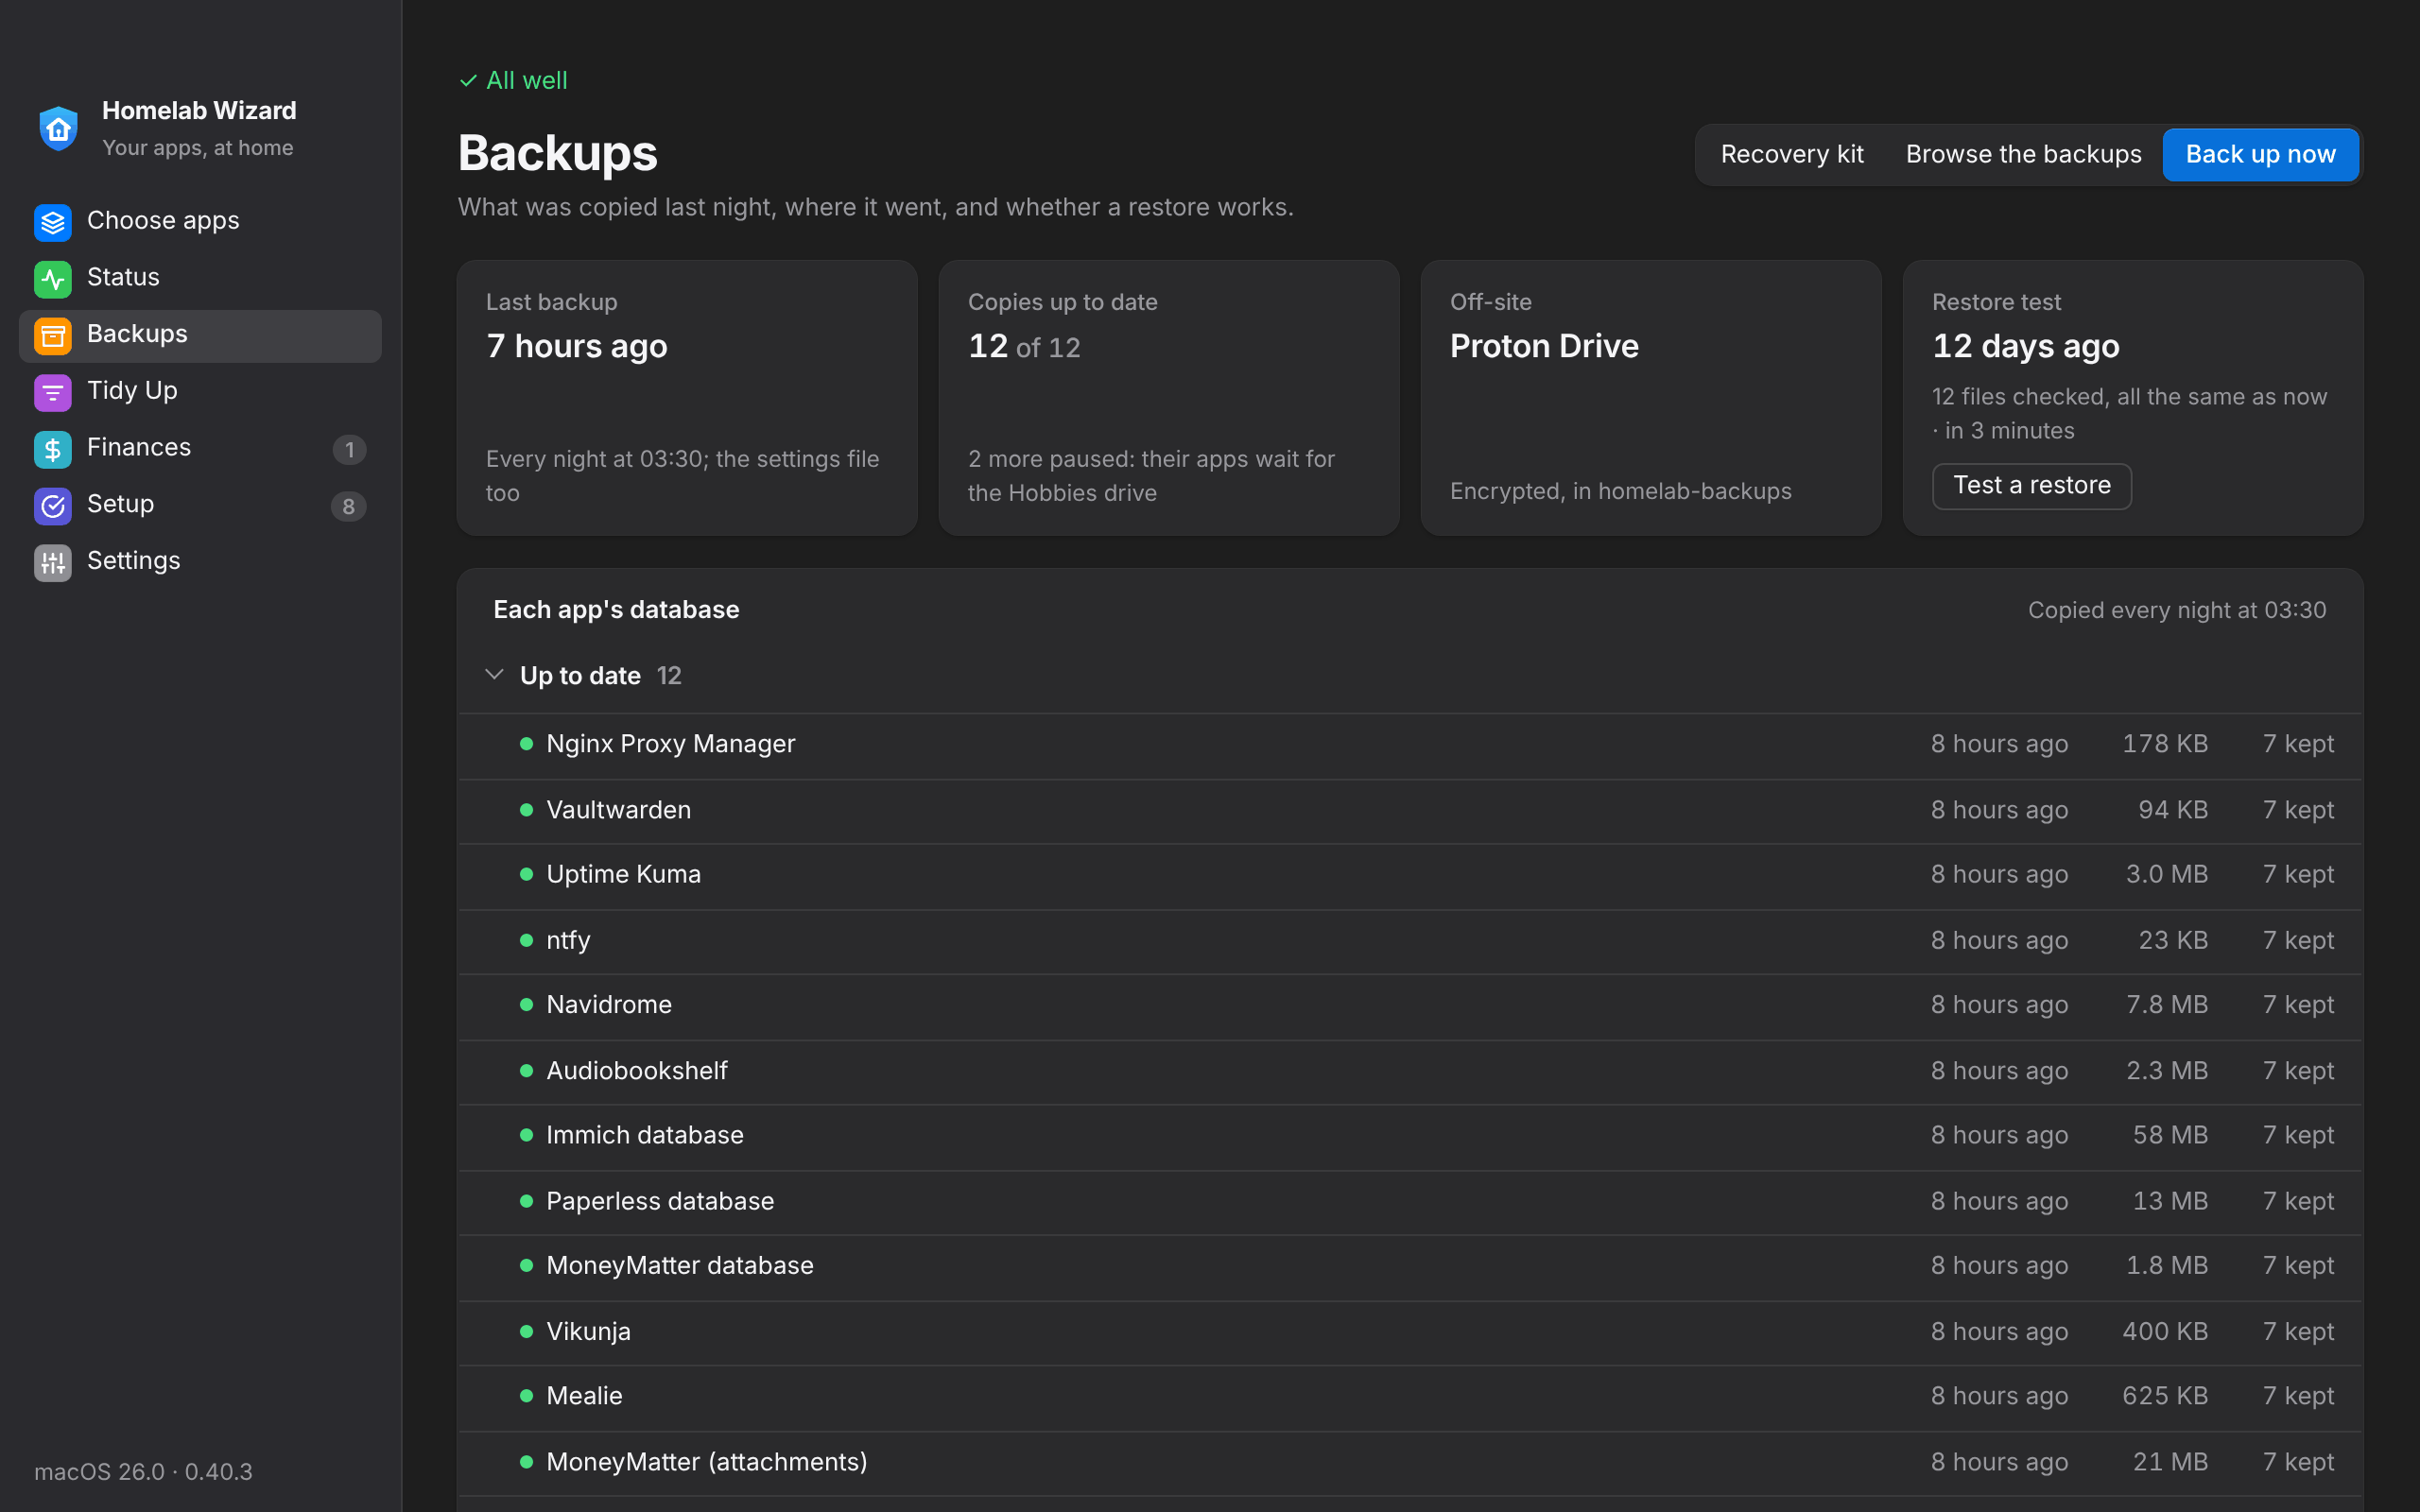 Homelab Wizard
Your apps, at home
Choose apps
Status
Backups
Tidy Up
Finances 1
Setup 8
Settings
macOS 26.0 · 0.40.3
All well
Backups
What was copied last night, where it went, and whether a restore works.
Recovery kit Browse the backups Back up now
Last backup
7 hours ago
Every night at 03:30; the settings file
too
Copies up to date
12 of 12
2 more paused: their apps wait for
the Hobbies drive
Off-site
Proton Drive
Encrypted, in homelab-backups
Restore test
12 days ago
12 files checked, all the same as now
· in 3 minutes
Test a restore
Each app's database Copied every night at 03:30
Up to date 12
Nginx Proxy Manager 8 hours ago 178 KB 7 kept
Vaultwarden 8 hours ago 94 KB 7 kept
Uptime Kuma 8 hours ago 3.0 MB 7 kept
ntfy 8 hours ago 23 KB 7 kept
Navidrome 8 hours ago 7.8 MB 7 kept
Audiobookshelf 8 hours ago 2.3 MB 7 kept
Immich database 8 hours ago 58 MB 7 kept
Paperless database 8 hours ago 13 MB 7 kept
MoneyMatter database 8 hours ago 1.8 MB 7 kept
Vikunja 8 hours ago 400 KB 7 kept
Mealie 8 hours ago 625 KB 7 kept
MoneyMatter (attachments) 8 hours ago 21 MB 7 kept